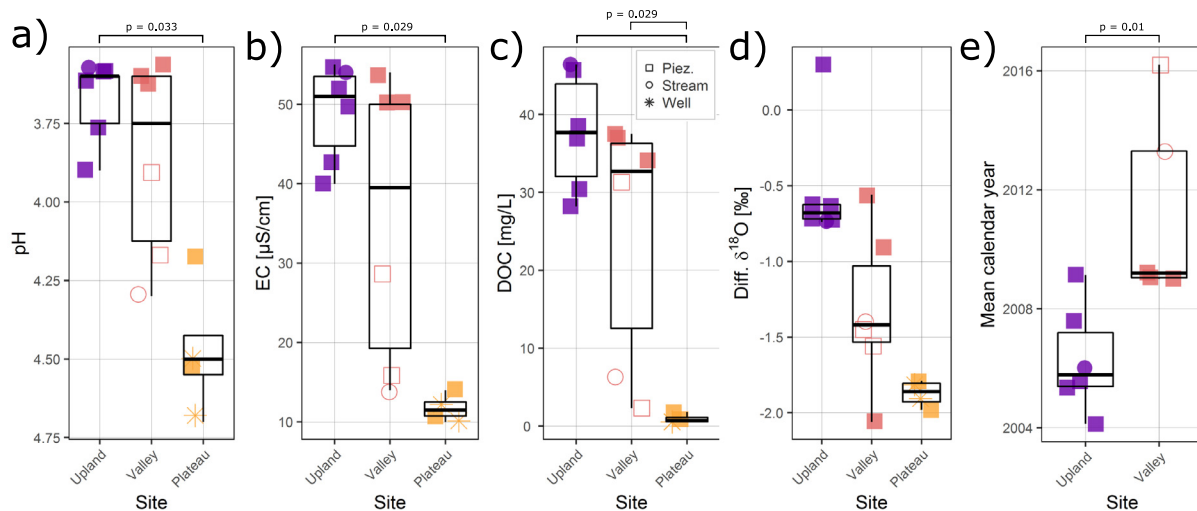 a)
p = 0.033
pH
3.75
4.00
4.25
4.50
4.75
Upland
Valley
Plateau
Site
b)
p = 0.029
EC [µS/cm]
50
40
30
20
10
Upland
Valley
Plateau
Site
c)
p = 0.029
DOC [mg/L]
40
30
20
10
0
Piez.
Stream
Well
Upland
Valley
Plateau
Site
d)
Diff. δ¹⁸O [‰]
0.0
-0.5
-1.0
-1.5
-2.0
Upland
Valley
Plateau
Site
e)
p = 0.01
Mean calendar year
2016
2012
2008
2004
Upland
Valley
Site